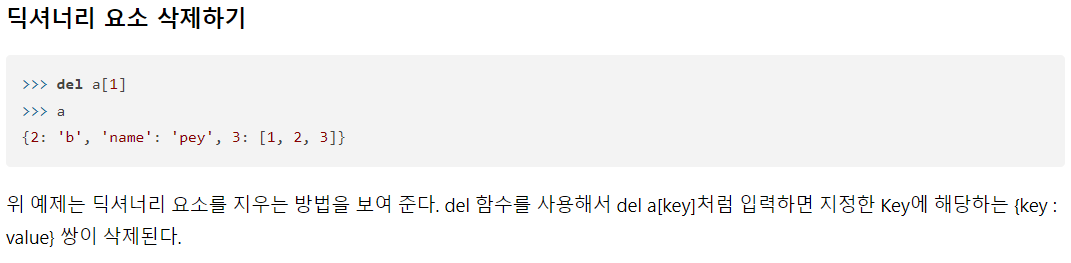 딕셔너리 요소 삭제하기
>>> del a[1]
>>> a
{2: 'b', 'name': 'pey', 3: [1, 2, 3]}
위 예제는 딕셔너리 요소를 지우는 방법을 보여 준다. del 함수를 사용해서 del a[key]처럼 입력하면 지정한 Key에 해당하는 {key :
value} 쌍이 삭제된다.